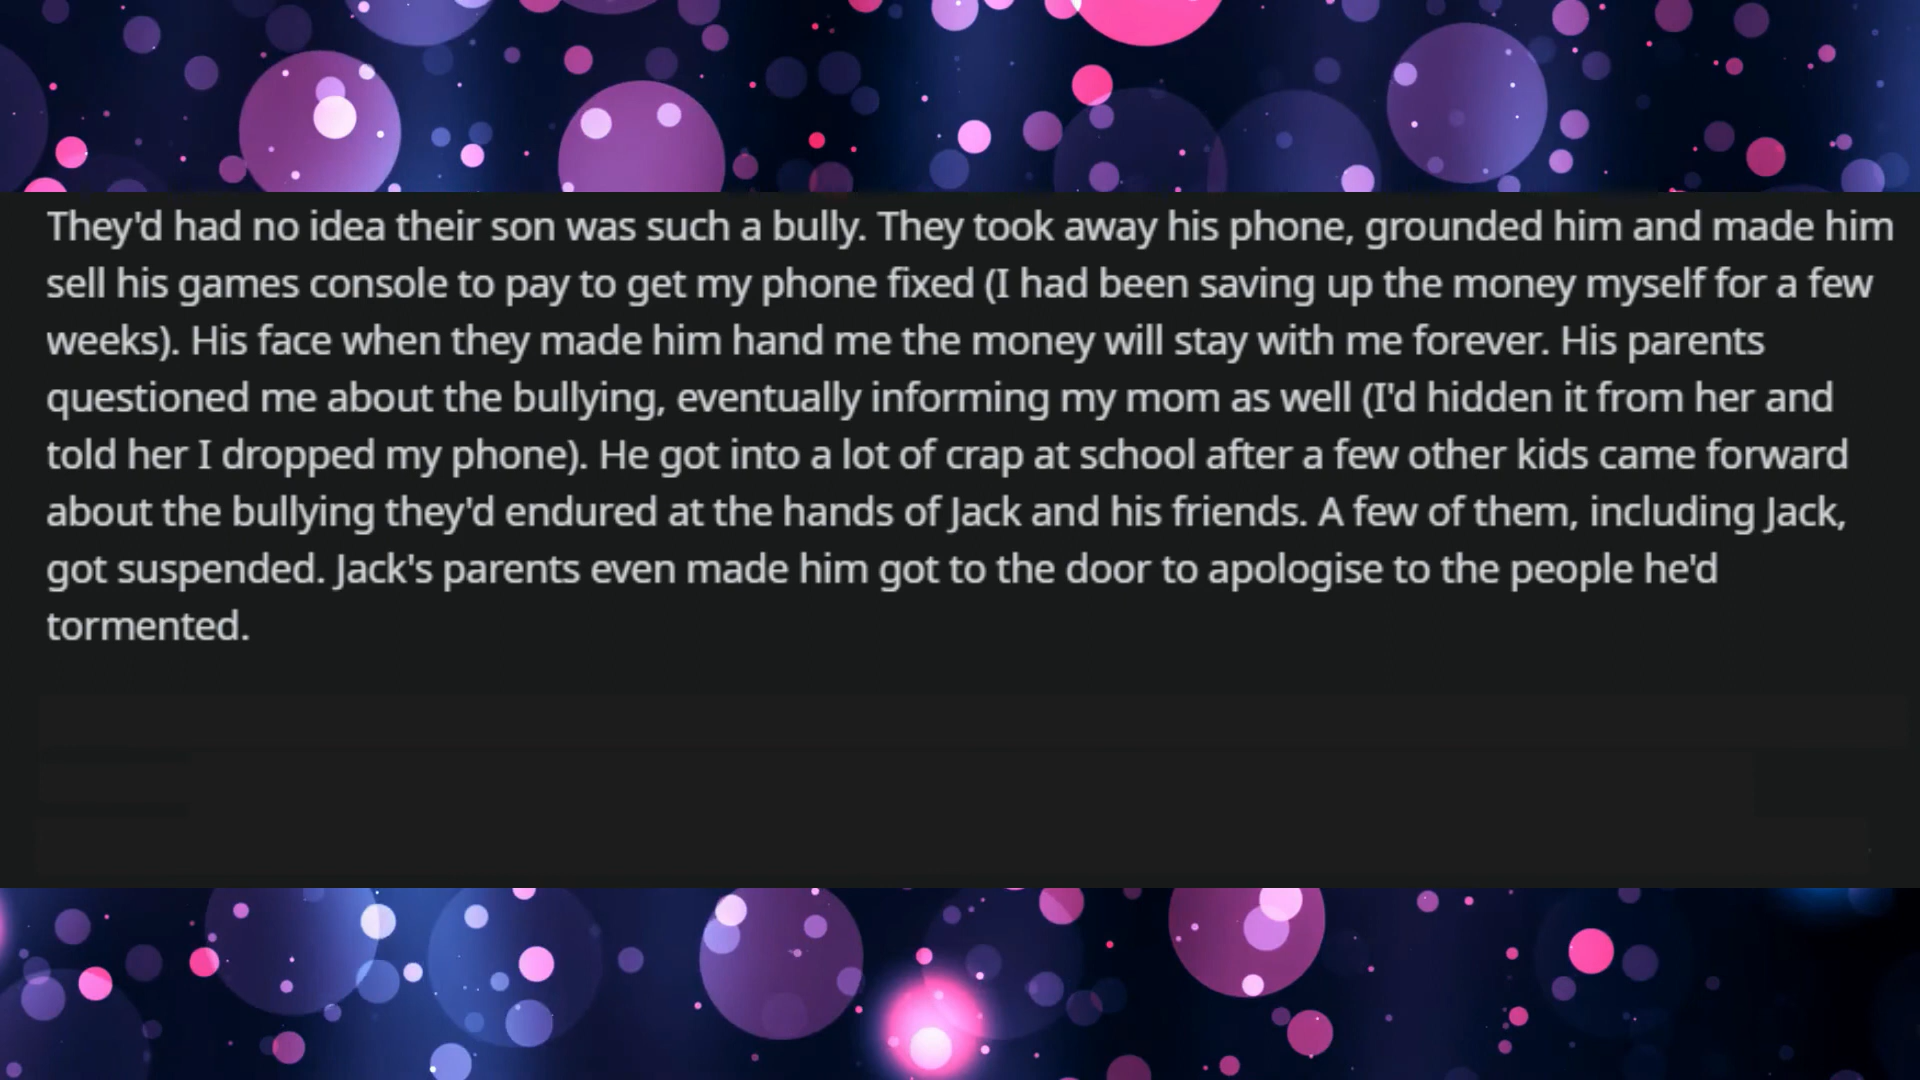 They'd had no idea their son was such a bully. They took away his phone, grounded him and made him
sell his games console to pay to get my phone fixed (I had been saving up the money myself for a few
weeks). His face when they made him hand me the money will stay with me forever. His parents
questioned me about the bullying, eventually informing my mom as well (I'd hidden it from her and
told her I dropped my phone). He got into a lot of crap at school after a few other kids came forward
about the bullying they'd endured at the hands of Jack and his friends. A few of them, including Jack,
got suspended. Jack's parents even made him got to the door to apologise to the people he'd
tormented.